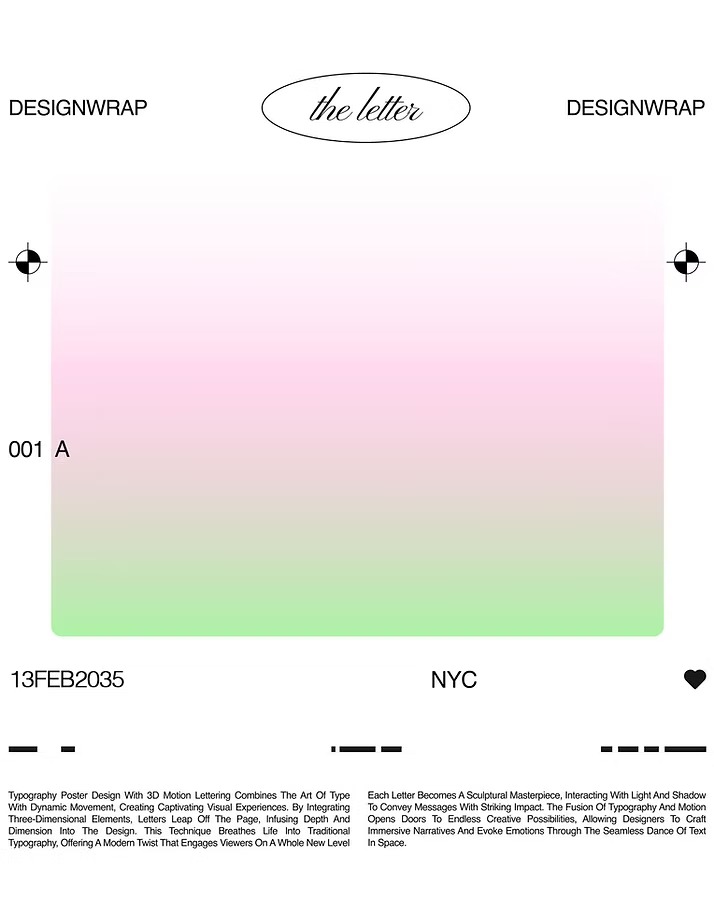 DESIGNWRAP
the letter
DESIGNWRAP
001 A
13FEB2035
NYC
Typography Poster Design With 3D Motion Lettering Combines The Art Of Type
With Dynamic Movement, Creating Captivating Visual Experiences. By Integrating
Three-Dimensional Elements, Letters Leap Off The Page, Infusing Depth And
Dimension Into The Design. This Technique Breathes Life Into Traditional
Typography, Offering A Modern Twist That Engages Viewers On A Whole New Level
Each Letter Becomes A Sculptural Masterpiece, Interacting With Light And Shadow
To Convey Messages With Striking Impact. The Fusion Of Typography And Motion
Opens Doors To Endless Creative Possibilities, Allowing Designers To Craft
Immersive Narratives And Evoke Emotions Through The Seamless Dance Of Text
In Space.